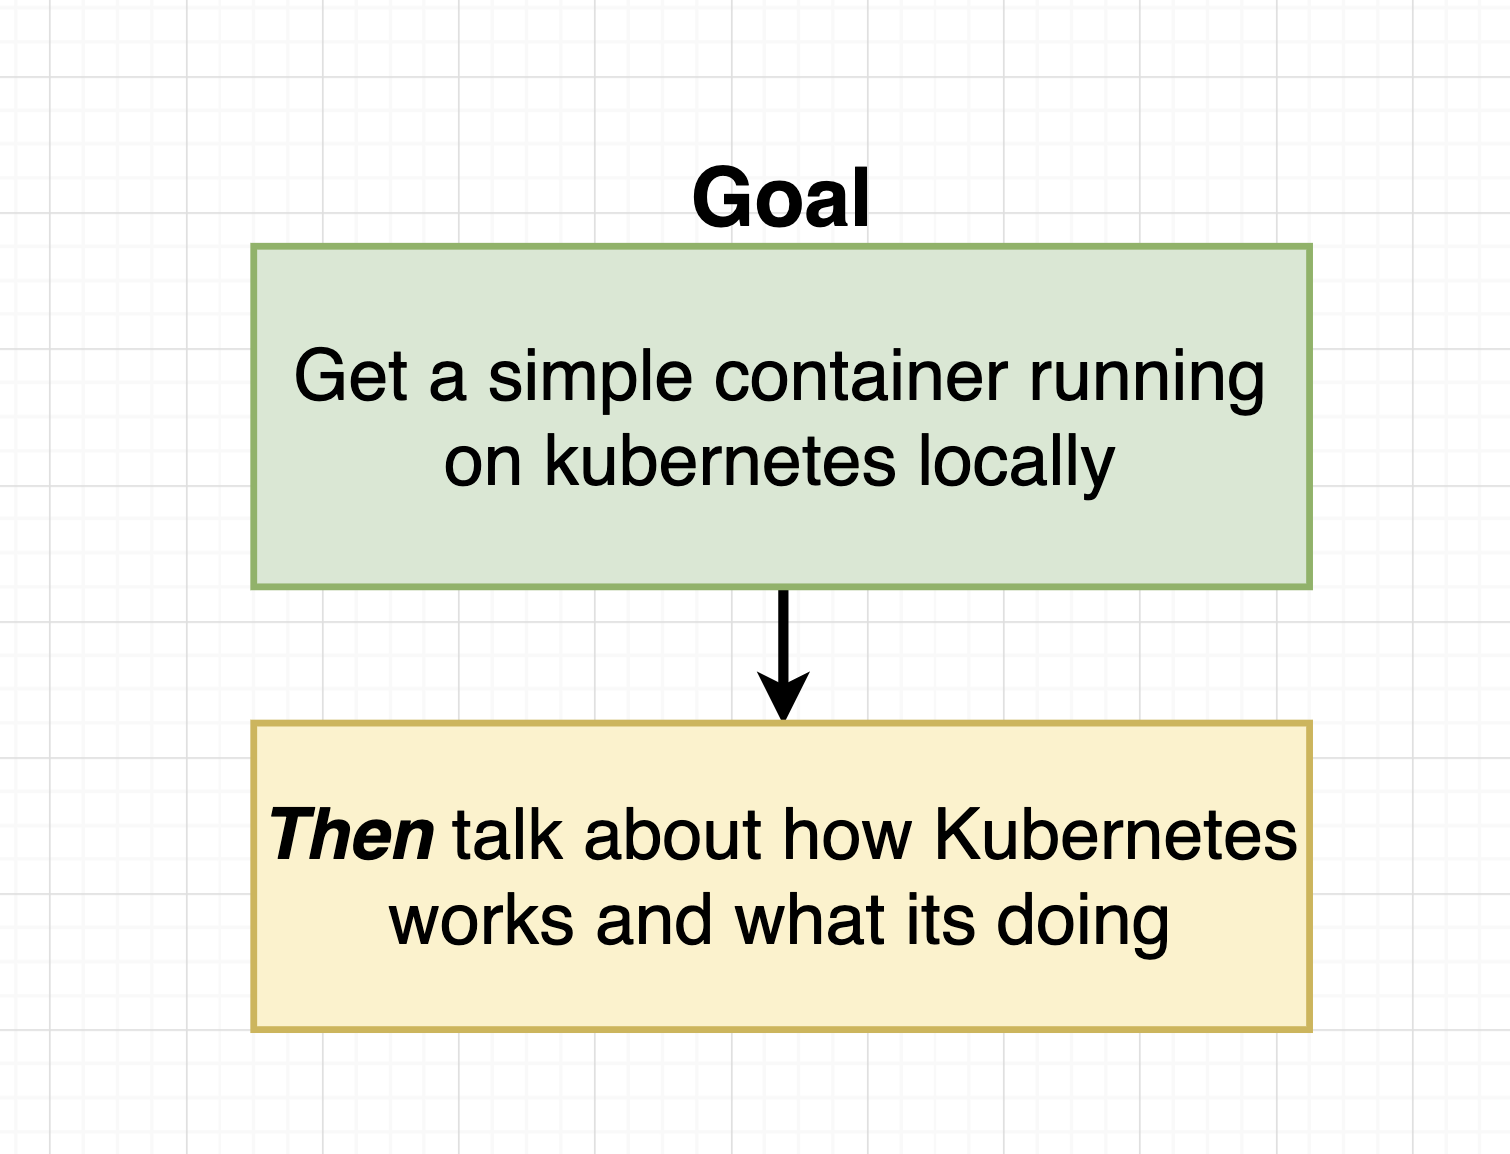 Goal
Get a simple container running
on kubernetes locally
Then talk about how Kubernetes
works and what its doing